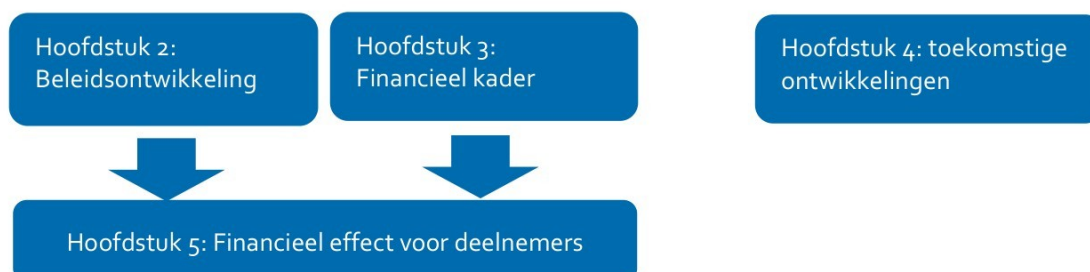 Hoofdstuk 2:
Beleidsontwikkeling
Hoofdstuk 3:
Financieel kader
Hoofdstuk 4: toekomstige
ontwikkelingen
Hoofdstuk 5: Financieel effect voor deelnemers